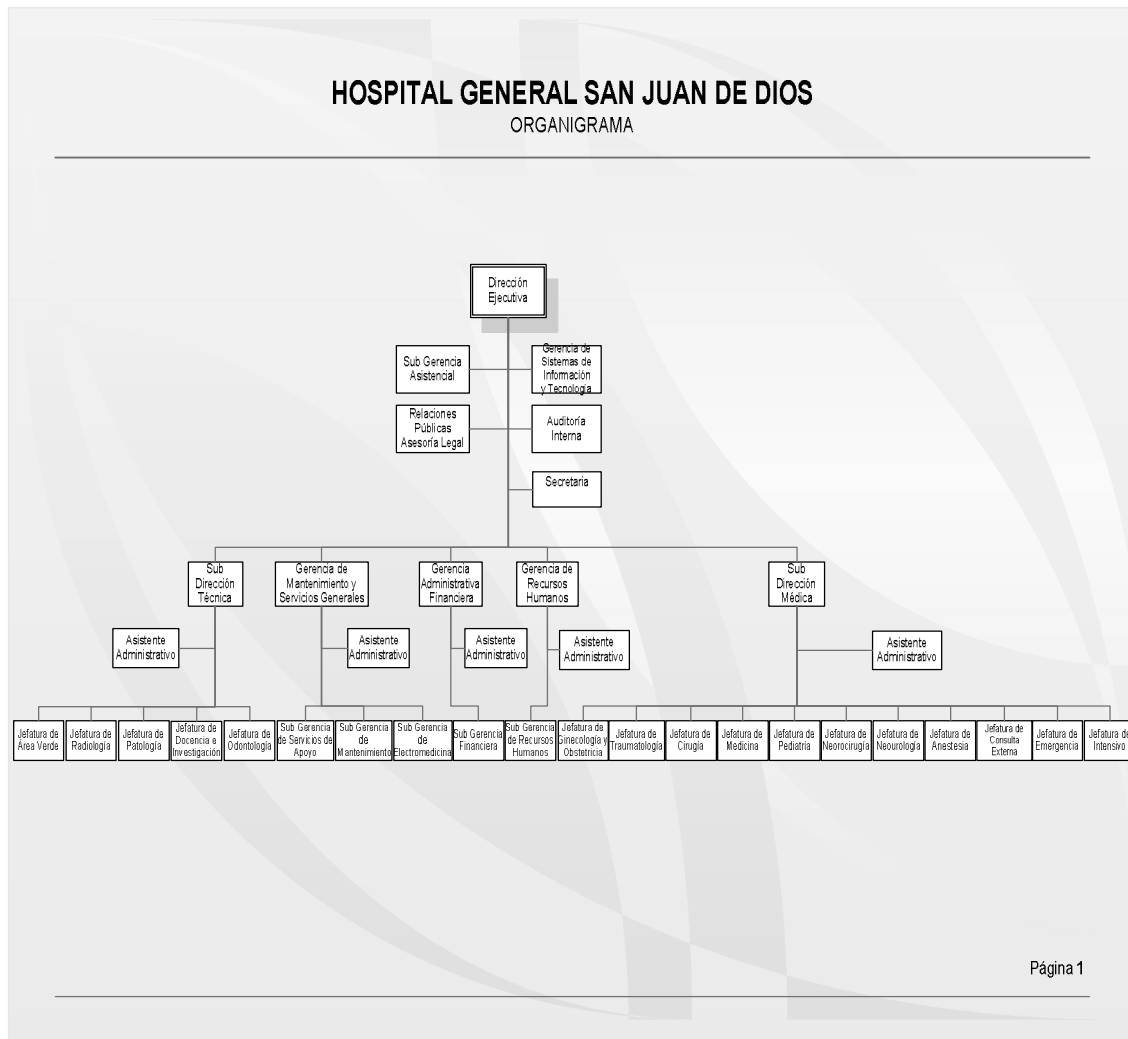 HOSPITAL GENERAL SAN JUAN DE DIOS
ORGANIGRAMA
Dirección
Ejecutiva
Sub Gerencia
Asistencial
Gerencia de
Sistemas de
Información
y Tecnología
Relaciones
Públicas
Asesoría Legal
Auditoría
Interna
Secretaria
Sub
Dirección
Técnica
Gerencia de
Mantenimiento y
Servicios Generales
Gerencia
Administrativa
Financiera
Gerencia de
Recursos
Humanos
Sub
Dirección
Médica
Asistente
Administrativo
Asistente
Administrativo
Asistente
Administrativo
Asistente
Administrativo
Asistente
Administrativo
Jefatura de
Área Verde
Jefatura de
Radiología
Jefatura de
Patología
Jefatura de
Docencia e
Investigación
Jefatura de
Odontología
Sub Gerencia
de Servicios de
Apoyo
Sub Gerencia
de
Mantenimiento
Sub Gerencia
de
Electromedicina
Sub Gerencia
Financiera
Sub Gerencia
de Recursos
Humanos
Jefatura de
Ginecología y
Obstetricia
Jefatura de
Traumatología
Jefatura de
Cirugía
Jefatura de
Medicina
Jefatura de
Pediatría
Jefatura de
Neorocirugía
Jefatura de
Neourología
Jefatura de
Anestesia
Jefatura de
Consulta
Externa
Jefatura de
Emergencia
Jefatura de
Intensivo
Página 1